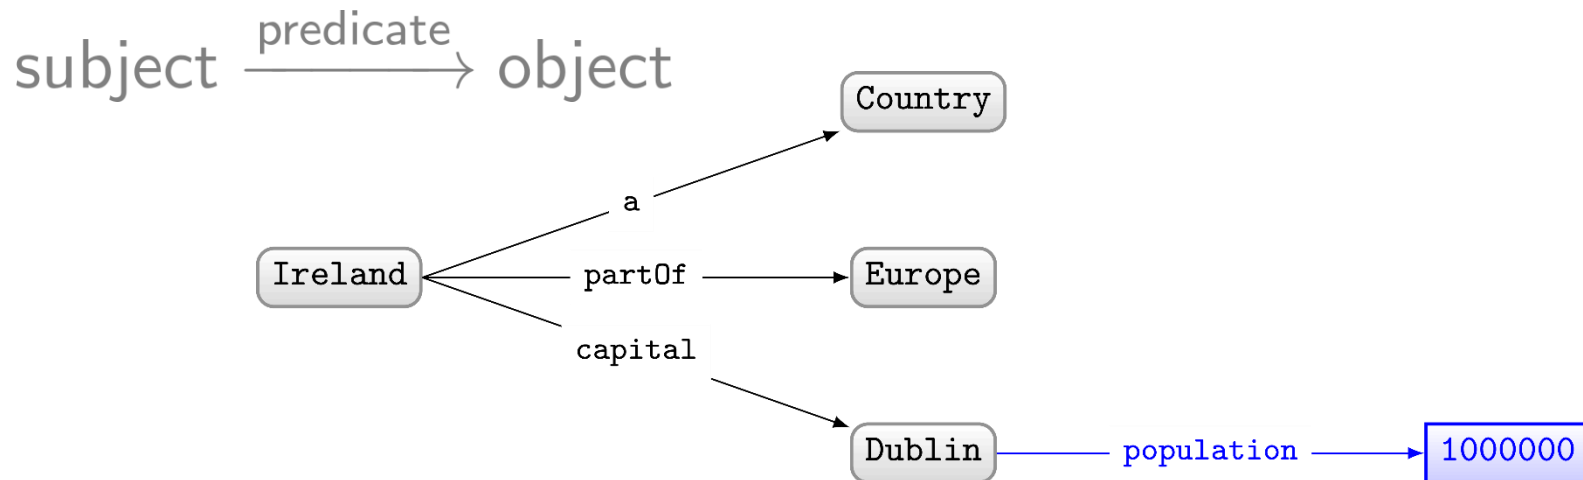 predicate
subject object
Country
a
Ireland partOf Europe
capital
Dublin population 1000000